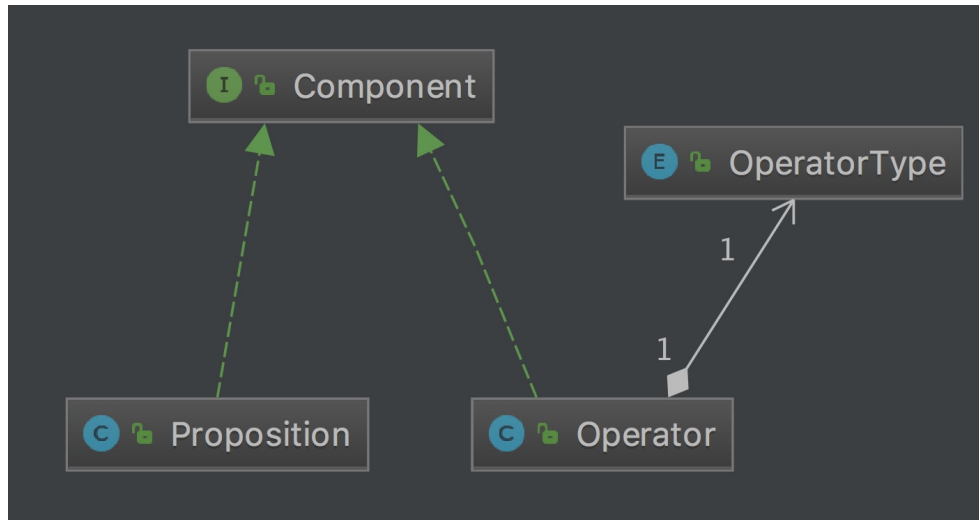 I Component
E OperatorType
1
1
C Proposition
C Operator